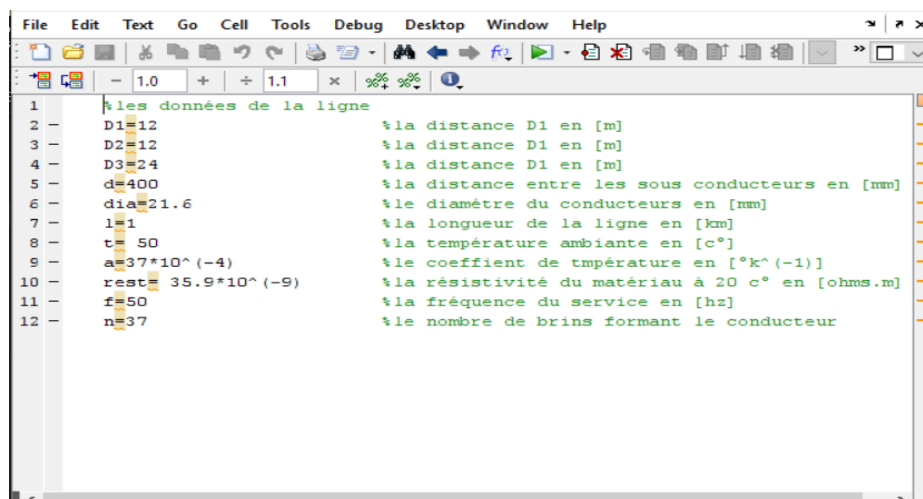 File Edit Text Go Cell Tools Debug Desktop Window Help
- 1.0 + ÷ 1.1 ×
1 %les données de la ligne
2 - D1=12 %la distance D1 en [m]
3 - D2=12 %la distance D1 en [m]
4 - D3=24 %la distance D1 en [m]
5 - d=400 %la distance entre les sous conducteurs en [mm]
6 - dia=21.6 %le diamétre du conducteurs en [mm]
7 - l=1 %la longueur de la ligne en [km]
8 - t= 50 %la température ambiante en [c°]
9 - a=37*10^(-4) %le coeffient de tmpérature en [°k^(-1)]
10 - rest= 35.9*10^(-9) %la résistivité du matériau à 20 c° en [ohms.m]
11 - f=50 %la fréquence du service en [hz]
12 - n=37 %le nombre de brins formant le conducteur